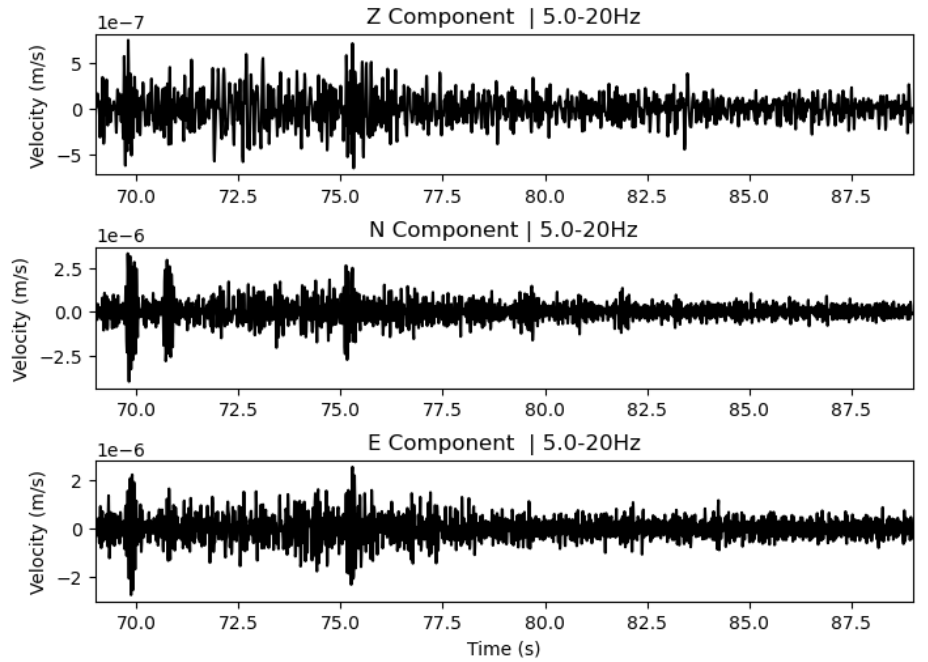 Z Component | 5.0-20Hz
1e−7
Velocity (m/s)
5
0
−5
70.0 72.5 75.0 77.5 80.0 82.5 85.0 87.5
N Component | 5.0-20Hz
1e−6
Velocity (m/s)
2.5
0.0
−2.5
70.0 72.5 75.0 77.5 80.0 82.5 85.0 87.5
E Component | 5.0-20Hz
1e−6
Velocity (m/s)
2
0
−2
70.0 72.5 75.0 77.5 80.0 82.5 85.0 87.5
Time (s)